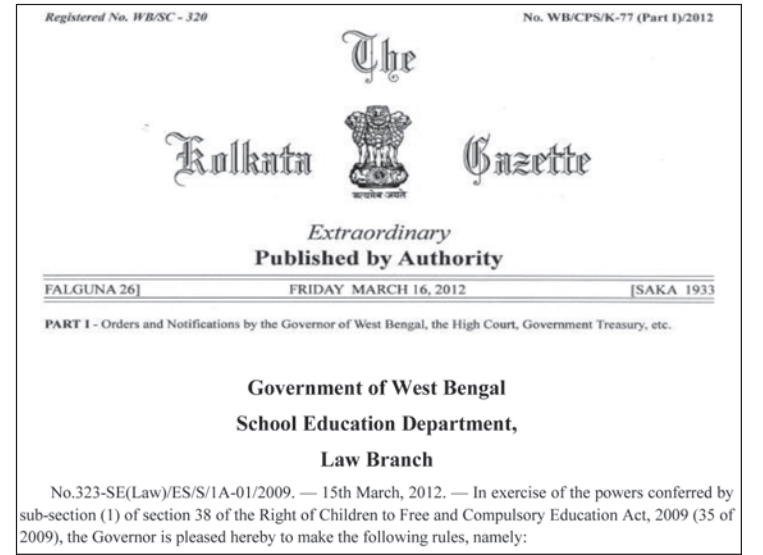 Registered No. WB/SC - 320
No. WB/CPS/K-77 (Part I)/2012
The
Kolkata Gazette
सत्यमेव जयते
Extraordinary
Published by Authority
FALGUNA 26]
FRIDAY MARCH 16, 2012
[SAKA 1933
PART I - Orders and Notifications by the Governor of West Bengal, the High Court, Government Treasury, etc.
Government of West Bengal
School Education Department,
Law Branch
No.323-SE(Law)/ES/S/1A-01/2009. — 15th March, 2012. — In exercise of the powers conferred by
sub-section (1) of section 38 of the Right of Children to Free and Compulsory Education Act, 2009 (35 of
2009), the Governor is pleased hereby to make the following rules, namely: